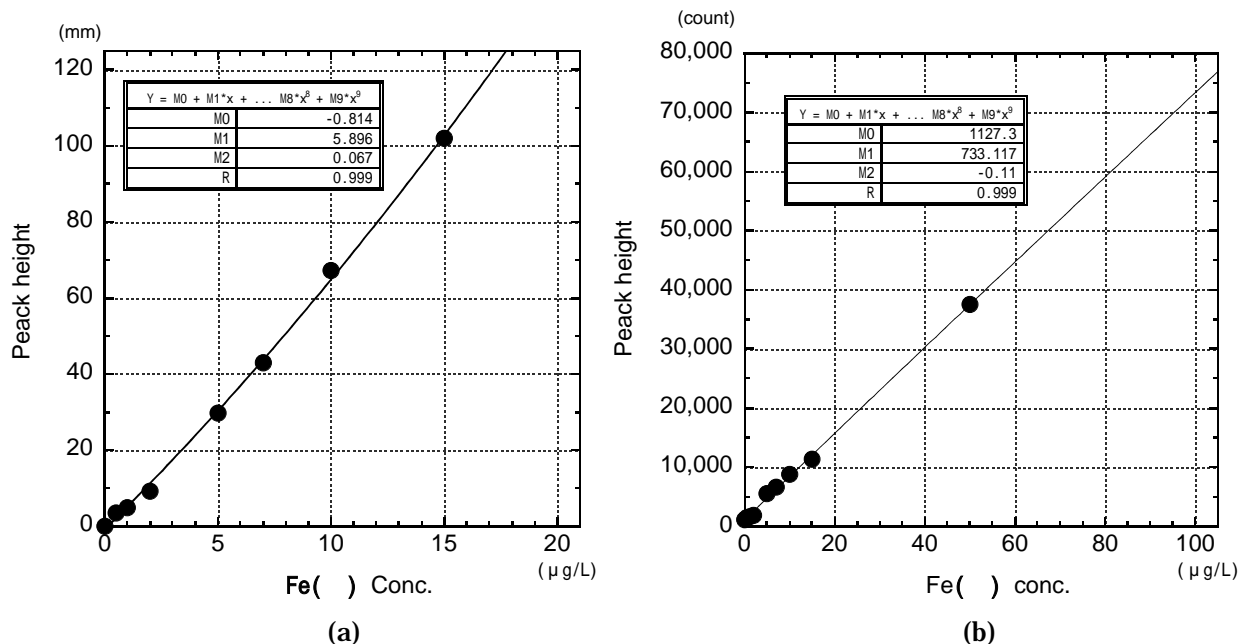 (mm)
120
100
80
60
40
20
0
Peack height
Y = M0 + M1*x + ... M8*x⁸ + M9*x⁹
M0 -0.814
M1 5.896
M2 0.067
R 0.999
0 5 10 15 20
(μg/L)
Fe( ) Conc.
(a)
(count)
80,000
70,000
60,000
50,000
40,000
30,000
20,000
10,000
0
Peack height
Y = M0 + M1*x + ... M8*x⁸ + M9*x⁹
M0 1127.3
M1 733.117
M2 -0.11
R 0.999
0 20 40 60 80 100
(μg/L)
Fe( ) conc.
(b)